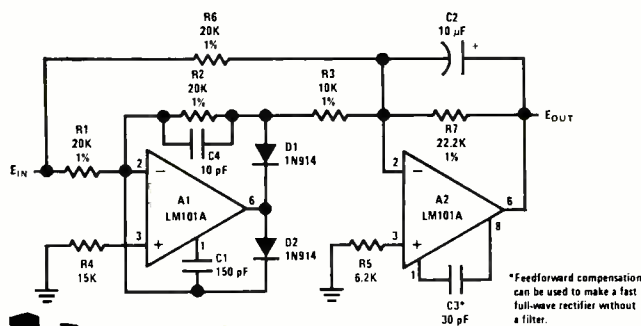 R6
20K
1%
C2
10 μF
+
R2
20K
1%
R3
10K
1%
R1
20K
1%
C4
10 pF
D1
1N914
R7
22.2K
1%
E_IN
E_OUT
2
−
A1
LM101A
6
3
+
1
D2
1N914
2
−
A2
LM101A
6
8
3
+
1
R4
15K
C1
150 pF
R5
6.2K
C3*
30 pF
*Feedforward compensation
can be used to make a fast
full-wave rectifier without
a filter.